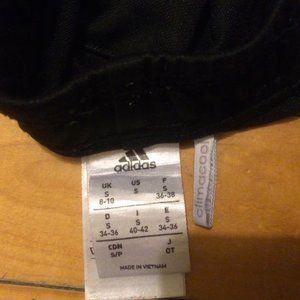 adidas
UK US F
S S S
8-10 S 36-38
D I E
S S S
34-36 40-42 34-36
CDN J
S/P OT
MADE IN VIETNAM
climacool